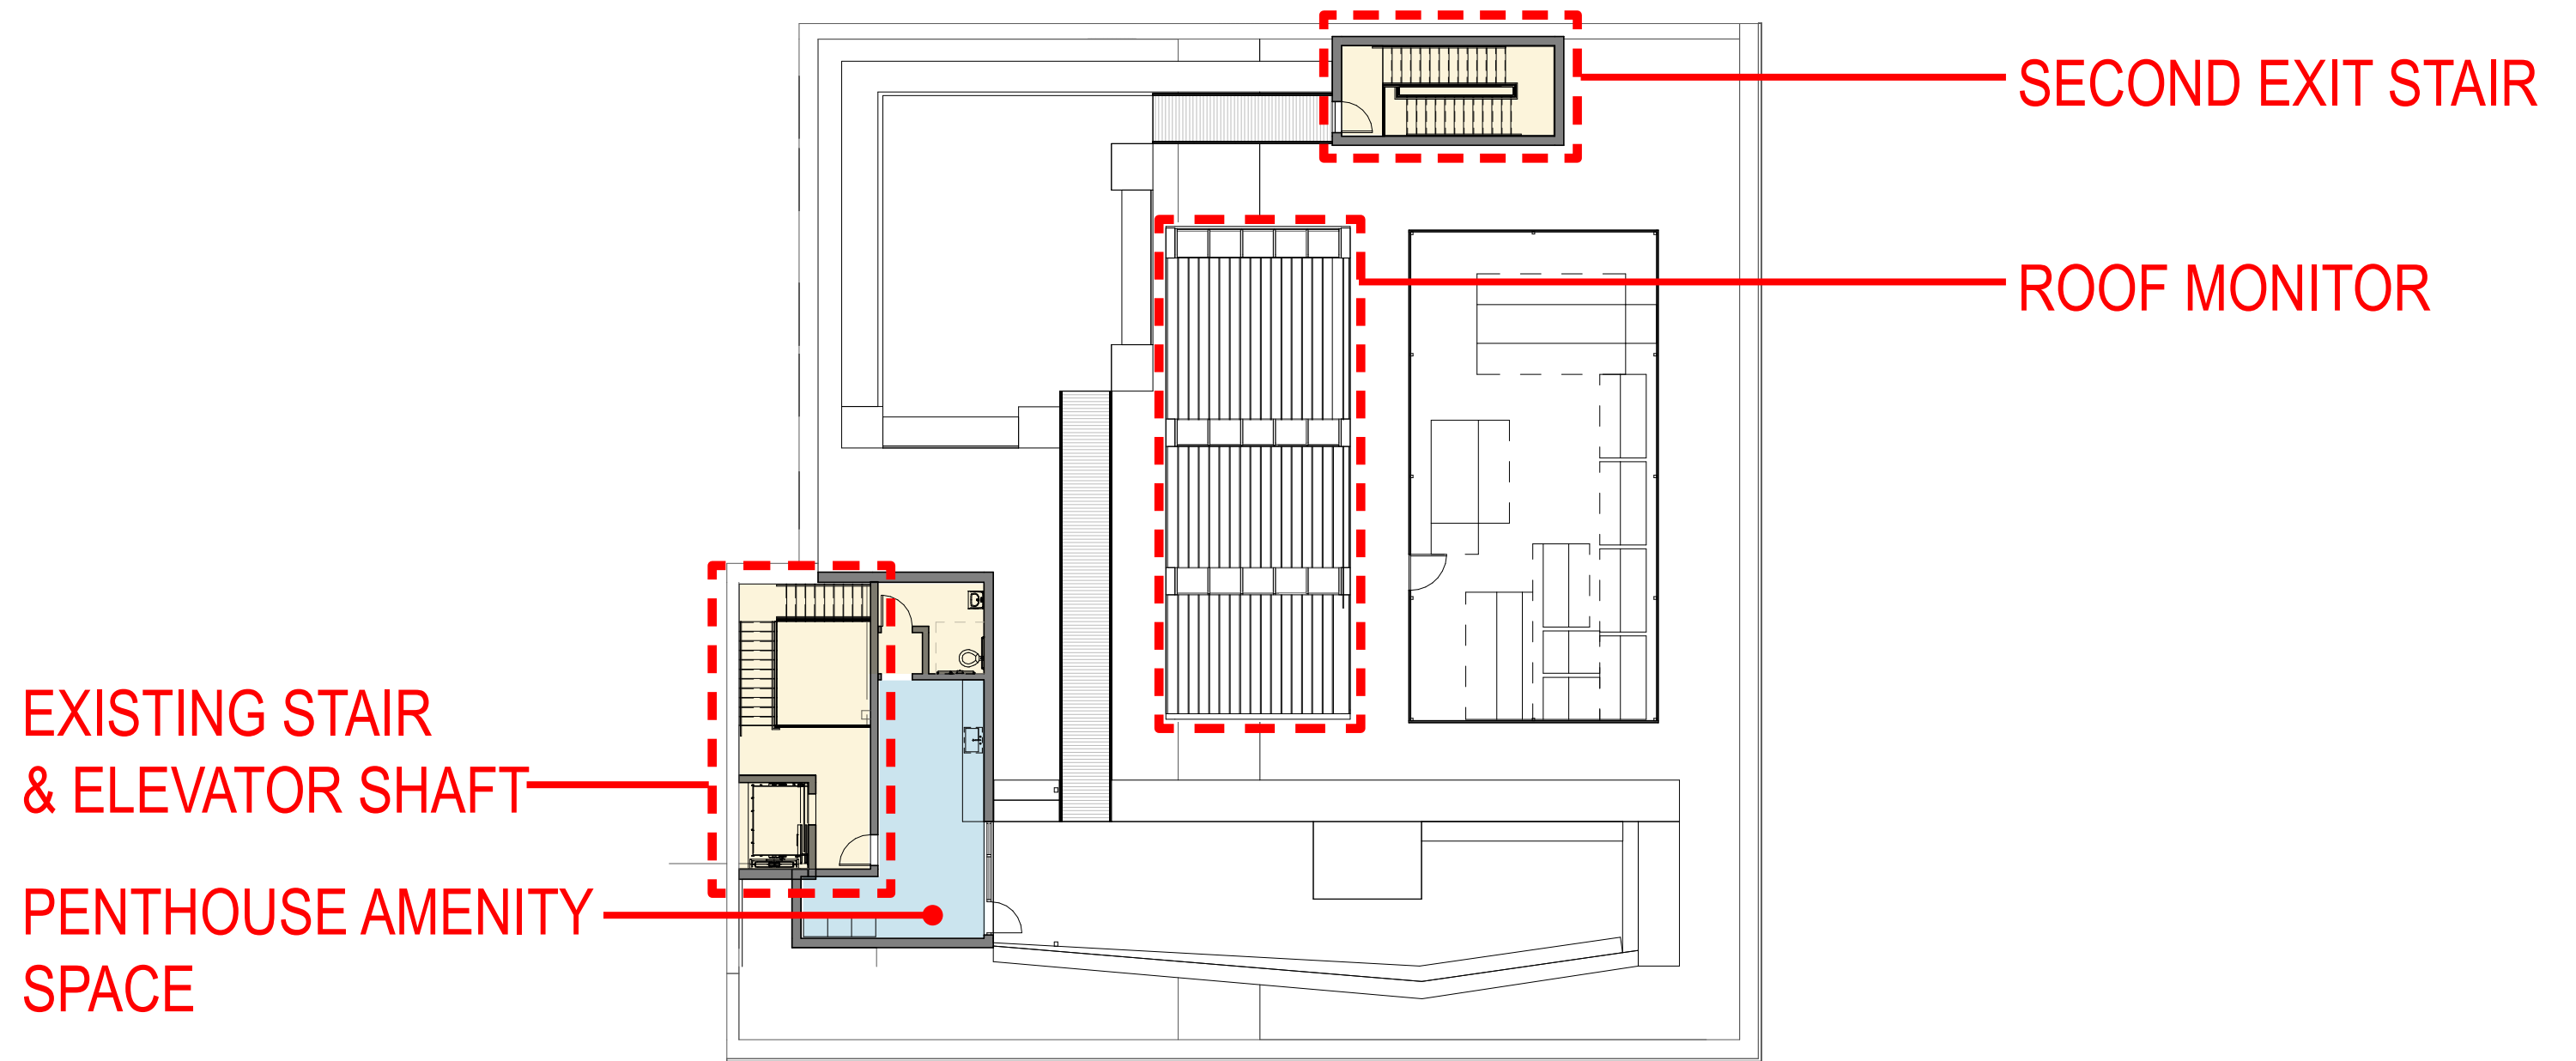 SECOND EXIT STAIR
ROOF MONITOR
EXISTING STAIR
& ELEVATOR SHAFT
PENTHOUSE AMENITY
SPACE